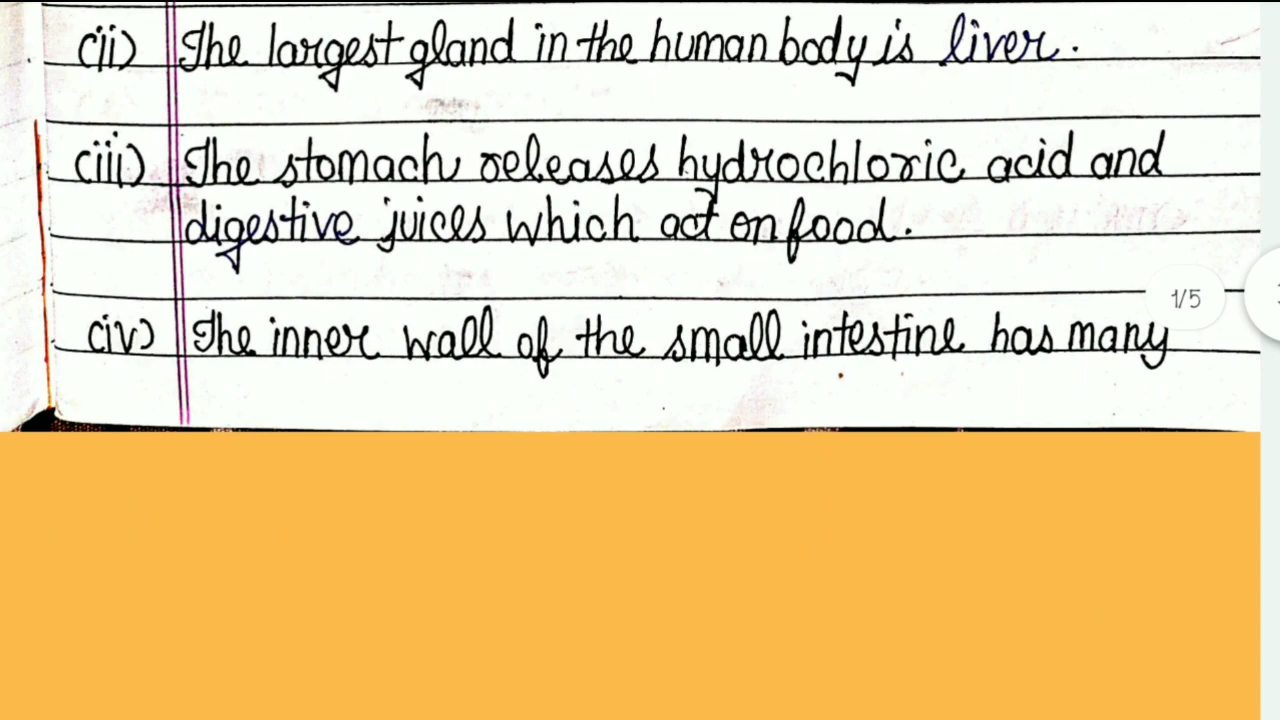 (ii) The largest gland in the human body is liver.
(iii) The stomach releases hydrochloric acid and
digestive juices which act on food.
1/5
(iv) The inner wall of the small intestine has many